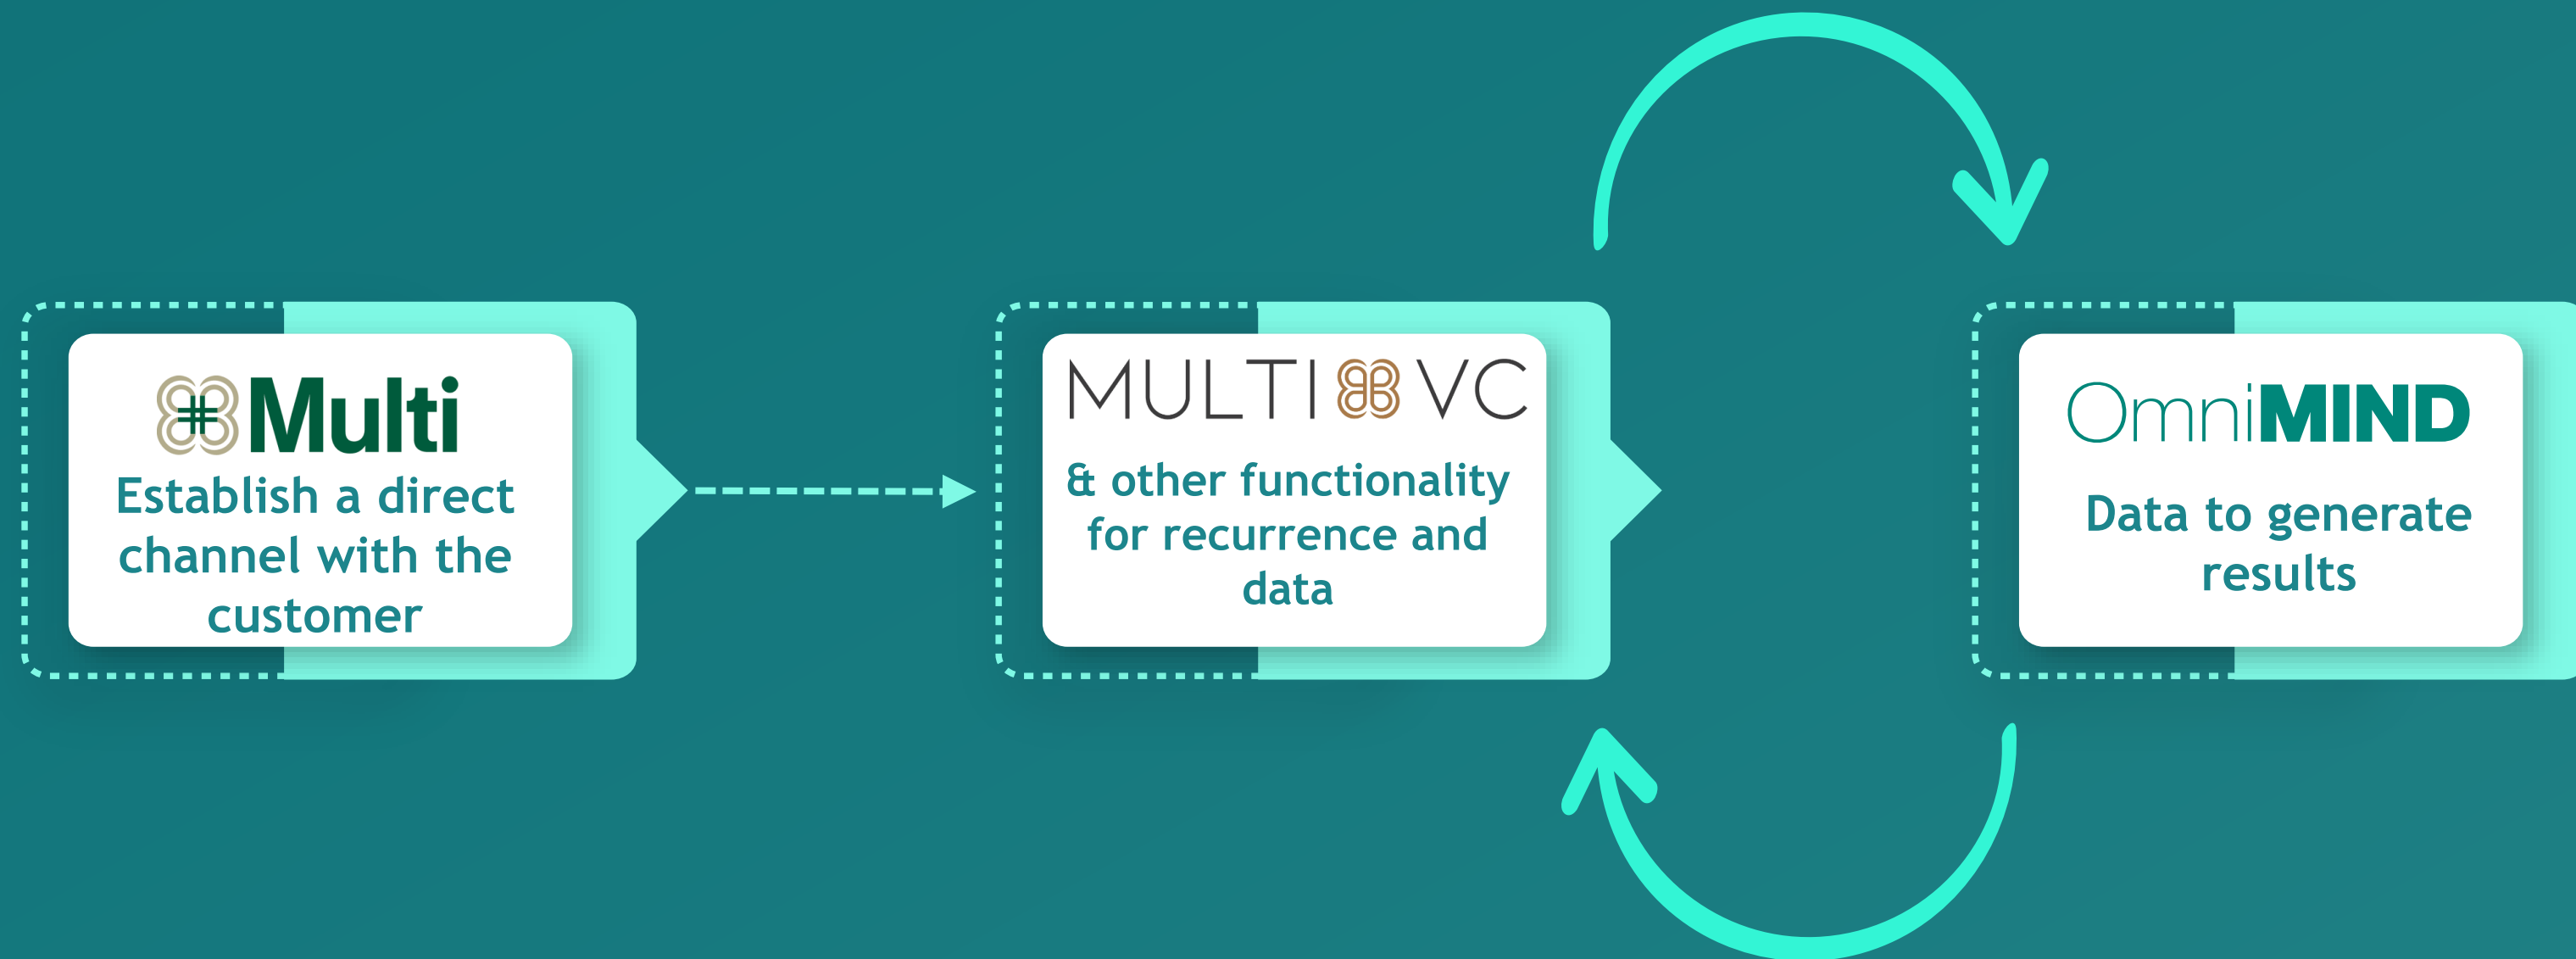 Multi
Establish a direct
channel with the
customer
MULTI VC
& other functionality
for recurrence and
data
OmniMIND
Data to generate
results